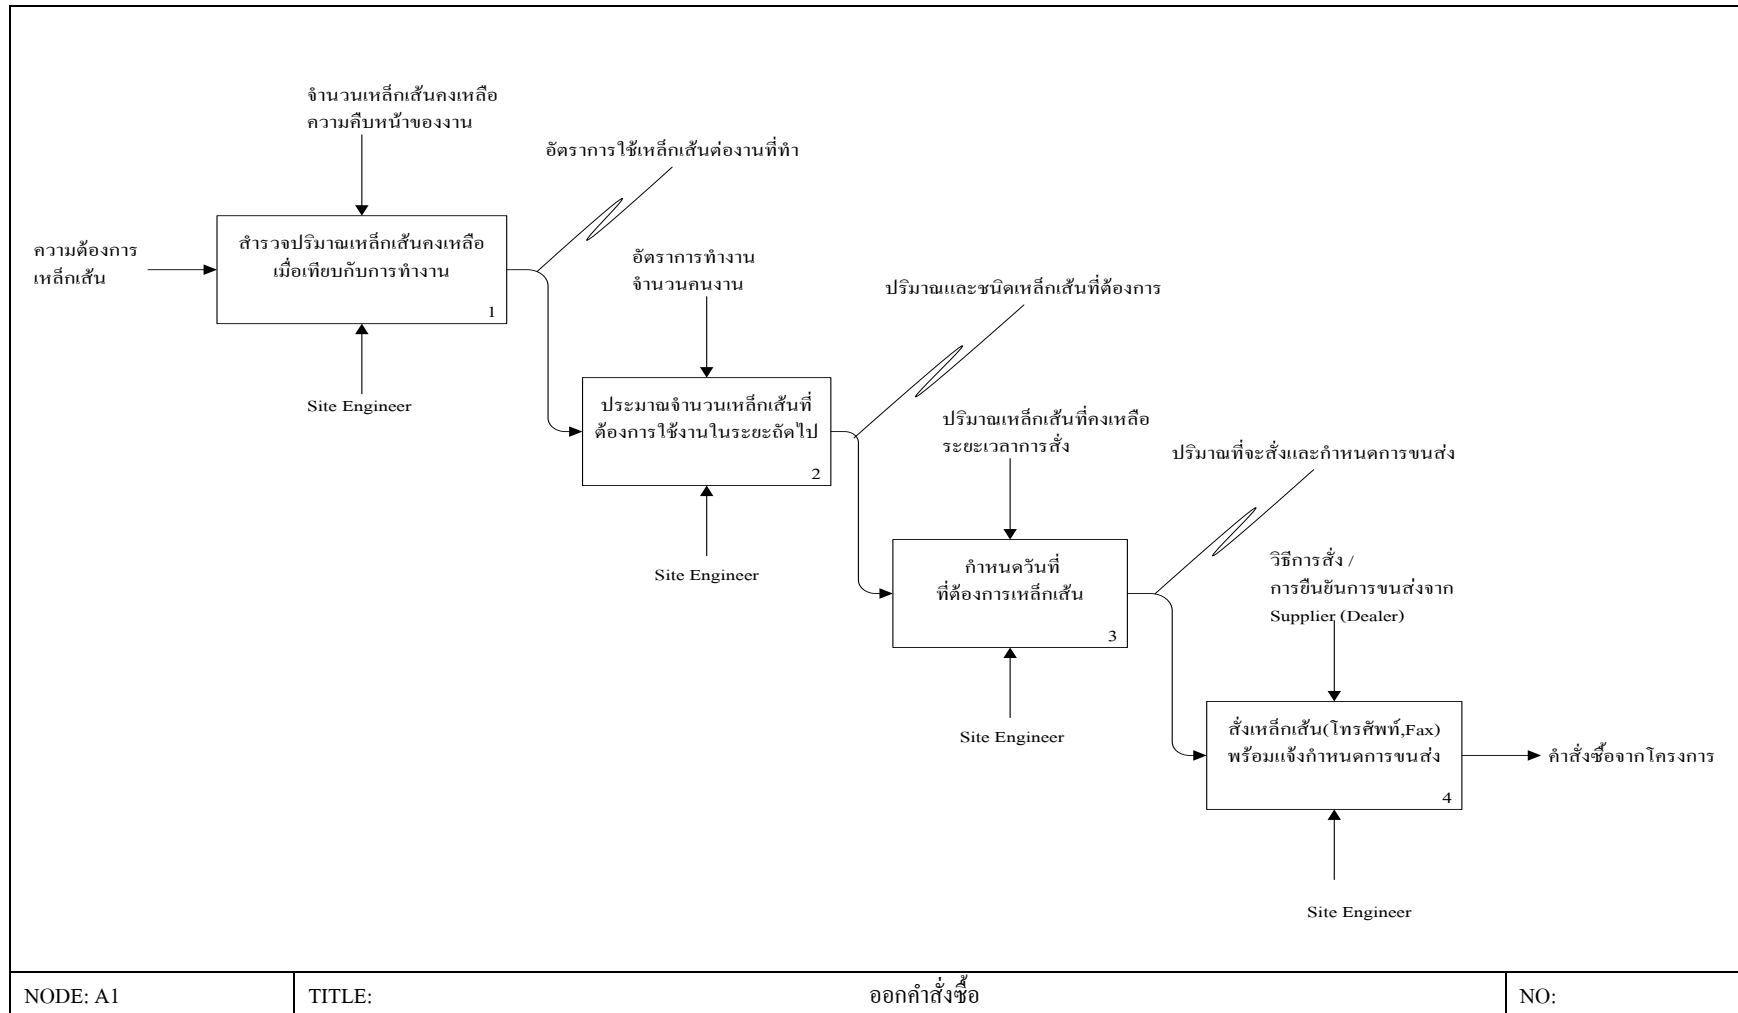 จำนวนเหล็กเส้นคงเหลือ
ความคืบหน้าของงาน
อัตราการใช้เหล็กเส้นต่องานที่ทำ
ความต้องการ
เหล็กเส้น
สำรวจปริมาณเหล็กเส้นคงเหลือ
เมื่อเทียบกับการทำงาน
1
Site Engineer
อัตราการทำงาน
จำนวนคนงาน
ปริมาณและชนิดเหล็กเส้นที่ต้องการ
ประมาณจำนวนเหล็กเส้นที่
ต้องการใช้งานในระยะถัดไป
2
Site Engineer
ปริมาณเหล็กเส้นที่คงเหลือ
ระยะเวลาการสั่ง
ปริมาณที่จะสั่งและกำหนดการขนส่ง
กำหนดวันที่
ที่ต้องการเหล็กเส้น
3
Site Engineer
วิธีการสั่ง /
การยืนยันการขนส่งจาก
Supplier (Dealer)
สั่งเหล็กเส้น(โทรศัพท์,Fax)
พร้อมแจ้งกำหนดการขนส่ง
4
คำสั่งซื้อจากโครงการ
Site Engineer
NODE: A1
TITLE:
ออกคำสั่งซื้อ
NO: